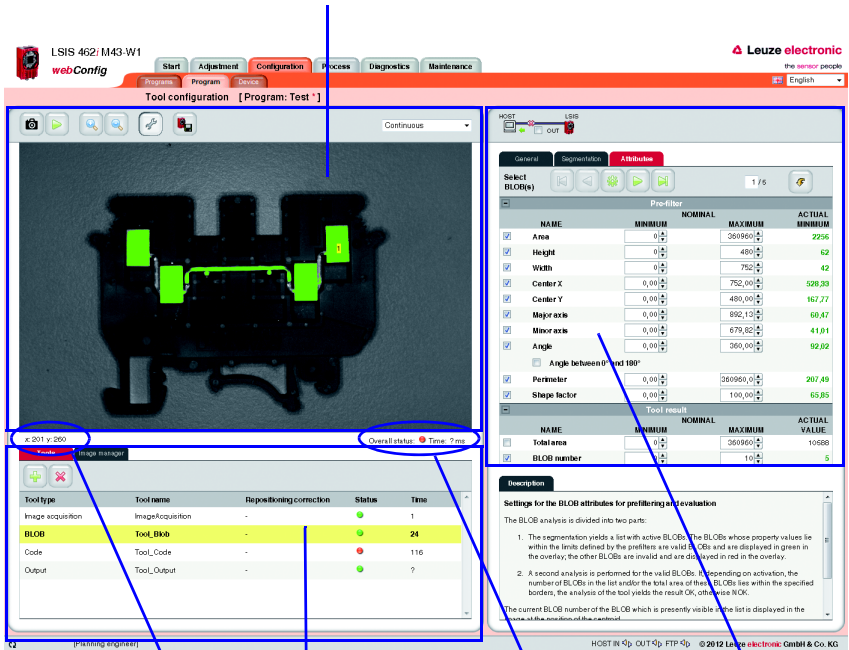 LSIS 462i M43-W1
webConfig
Leuze electronic
the sensor people
Start Adjustment Configuration Process Diagnostics Maintenance
Programs Program Device
English
Tool configuration [ Program: Test * ]
Continuous
1
x: 201 y: 260
Overall status: Time: ? ms
HOST LSIS
OUT
General Segmentation Attributes
Select
BLOB(s)
1 / 6
Pre-filter
NOMINAL ACTUAL
NAME MINIMUM MAXIMUM MINIMUM
Area 0 360960 2256
Height 0 480 62
Width 0 752 42
Center X 0,00 752,00 528,33
Center Y 0,00 480,00 167,77
Major axis 0,00 892,13 60,47
Minor axis 0,00 679,82 41,01
Angle 0,00 360,00 92,02
Angle between 0° and 180°
Perimeter 0,00 360960,0 207,49
Shape factor 0,00 100,00 65,85
Tool result
NOMINAL ACTUAL
NAME MINIMUM MAXIMUM VALUE
Total area 0 360960 10588
BLOB number 1 10 5
Tools Image manager
Tool type Tool name Repositioning correction Status Time
Image acquisition ImageAcquisition - 1
BLOB Tool_Blob - 24
Code Tool_Code - 116
Output Tool_Output - ?
Description
Settings for the BLOB attributes for prefiltering and evaluation
The BLOB analysis is divided into two parts:
1. The segmentation yields a list with active BLOBs. The BLOBs whose property values lie
within the limits defined by the prefilters are valid BLOBs and are displayed in green in
the overlay; the other BLOBs are invalid and are displayed in red in the overlay.
2. A second analysis is performed for the valid BLOBs. If, depending on activation, the
number of BLOBs in the list and/or the total area of these BLOBs lies within the specified
borders, the analysis of the tool yields the result OK, otherwise NOK.
The current BLOB number of the BLOB which is presently visible in the list is displayed in the
image at the position of the centroid.
[Planning engineer]
HOST IN OUT FTP © 2012 Leuze electronic GmbH & Co. KG